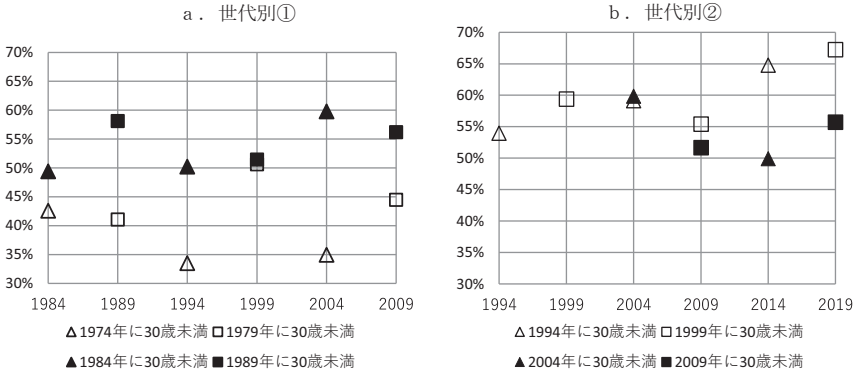 a．世代別①
70%
65%
60%
55%
50%
45%
40%
35%
30%
1984 1989 1994 1999 2004 2009
△1974年に30歳未満 □1979年に30歳未満
▲1984年に30歳未満 ■1989年に30歳未満
b．世代別②
70%
65%
60%
55%
50%
45%
40%
35%
30%
1994 1999 2004 2009 2014 2019
△1994年に30歳未満 □1999年に30歳未満
▲2004年に30歳未満 ■2009年に30歳未満